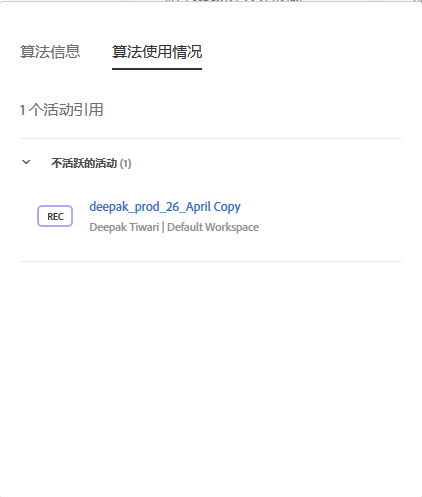 算法信息 算法使用情况
1 个活动引用
不活跃的活动 (1)
REC
deepak_prod_26_April Copy
Deepak Tiwari | Default Workspace